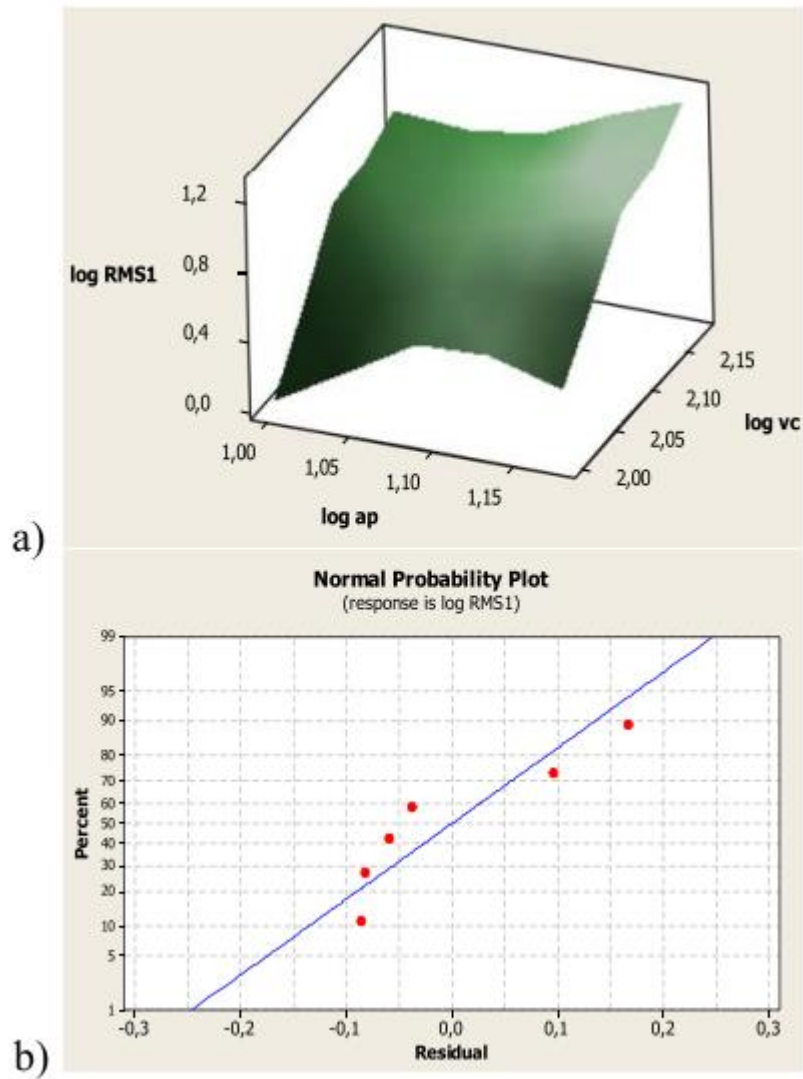 1,2
0,8
log RMS1
0,4
0,0
1,00
1,05
1,10
1,15
log ap
2,00
2,05
2,10
2,15
log vc
a)
Normal Probability Plot
(response is log RMS1)
99
95
90
80
70
60
50
40
30
20
10
5
1
Percent
-0,3 -0,2 -0,1 0,0 0,1 0,2 0,3
Residual
b)